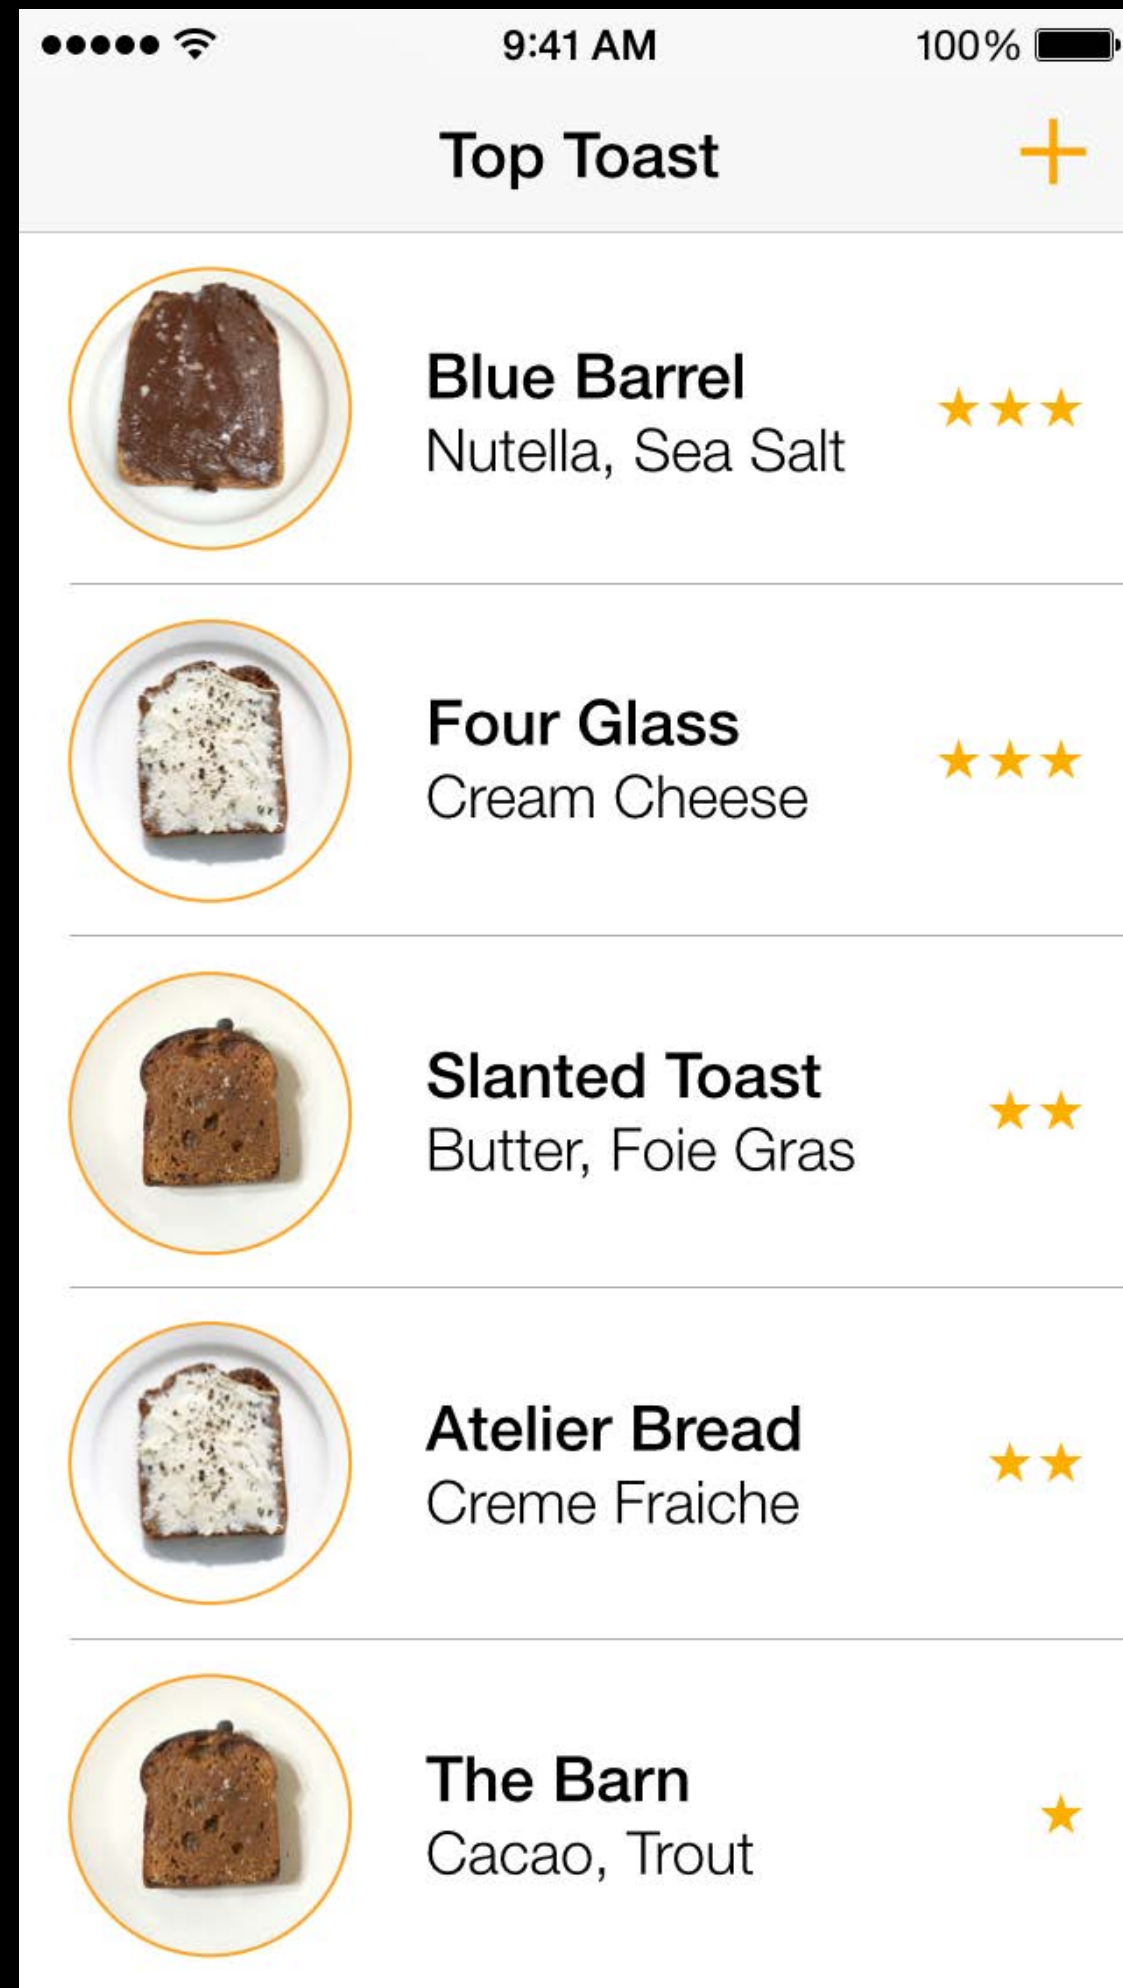 9:41 AM 100%
Top Toast
Blue Barrel
Nutella, Sea Salt
Four Glass
Cream Cheese
Slanted Toast
Butter, Foie Gras
Atelier Bread
Creme Fraiche
The Barn
Cacao, Trout